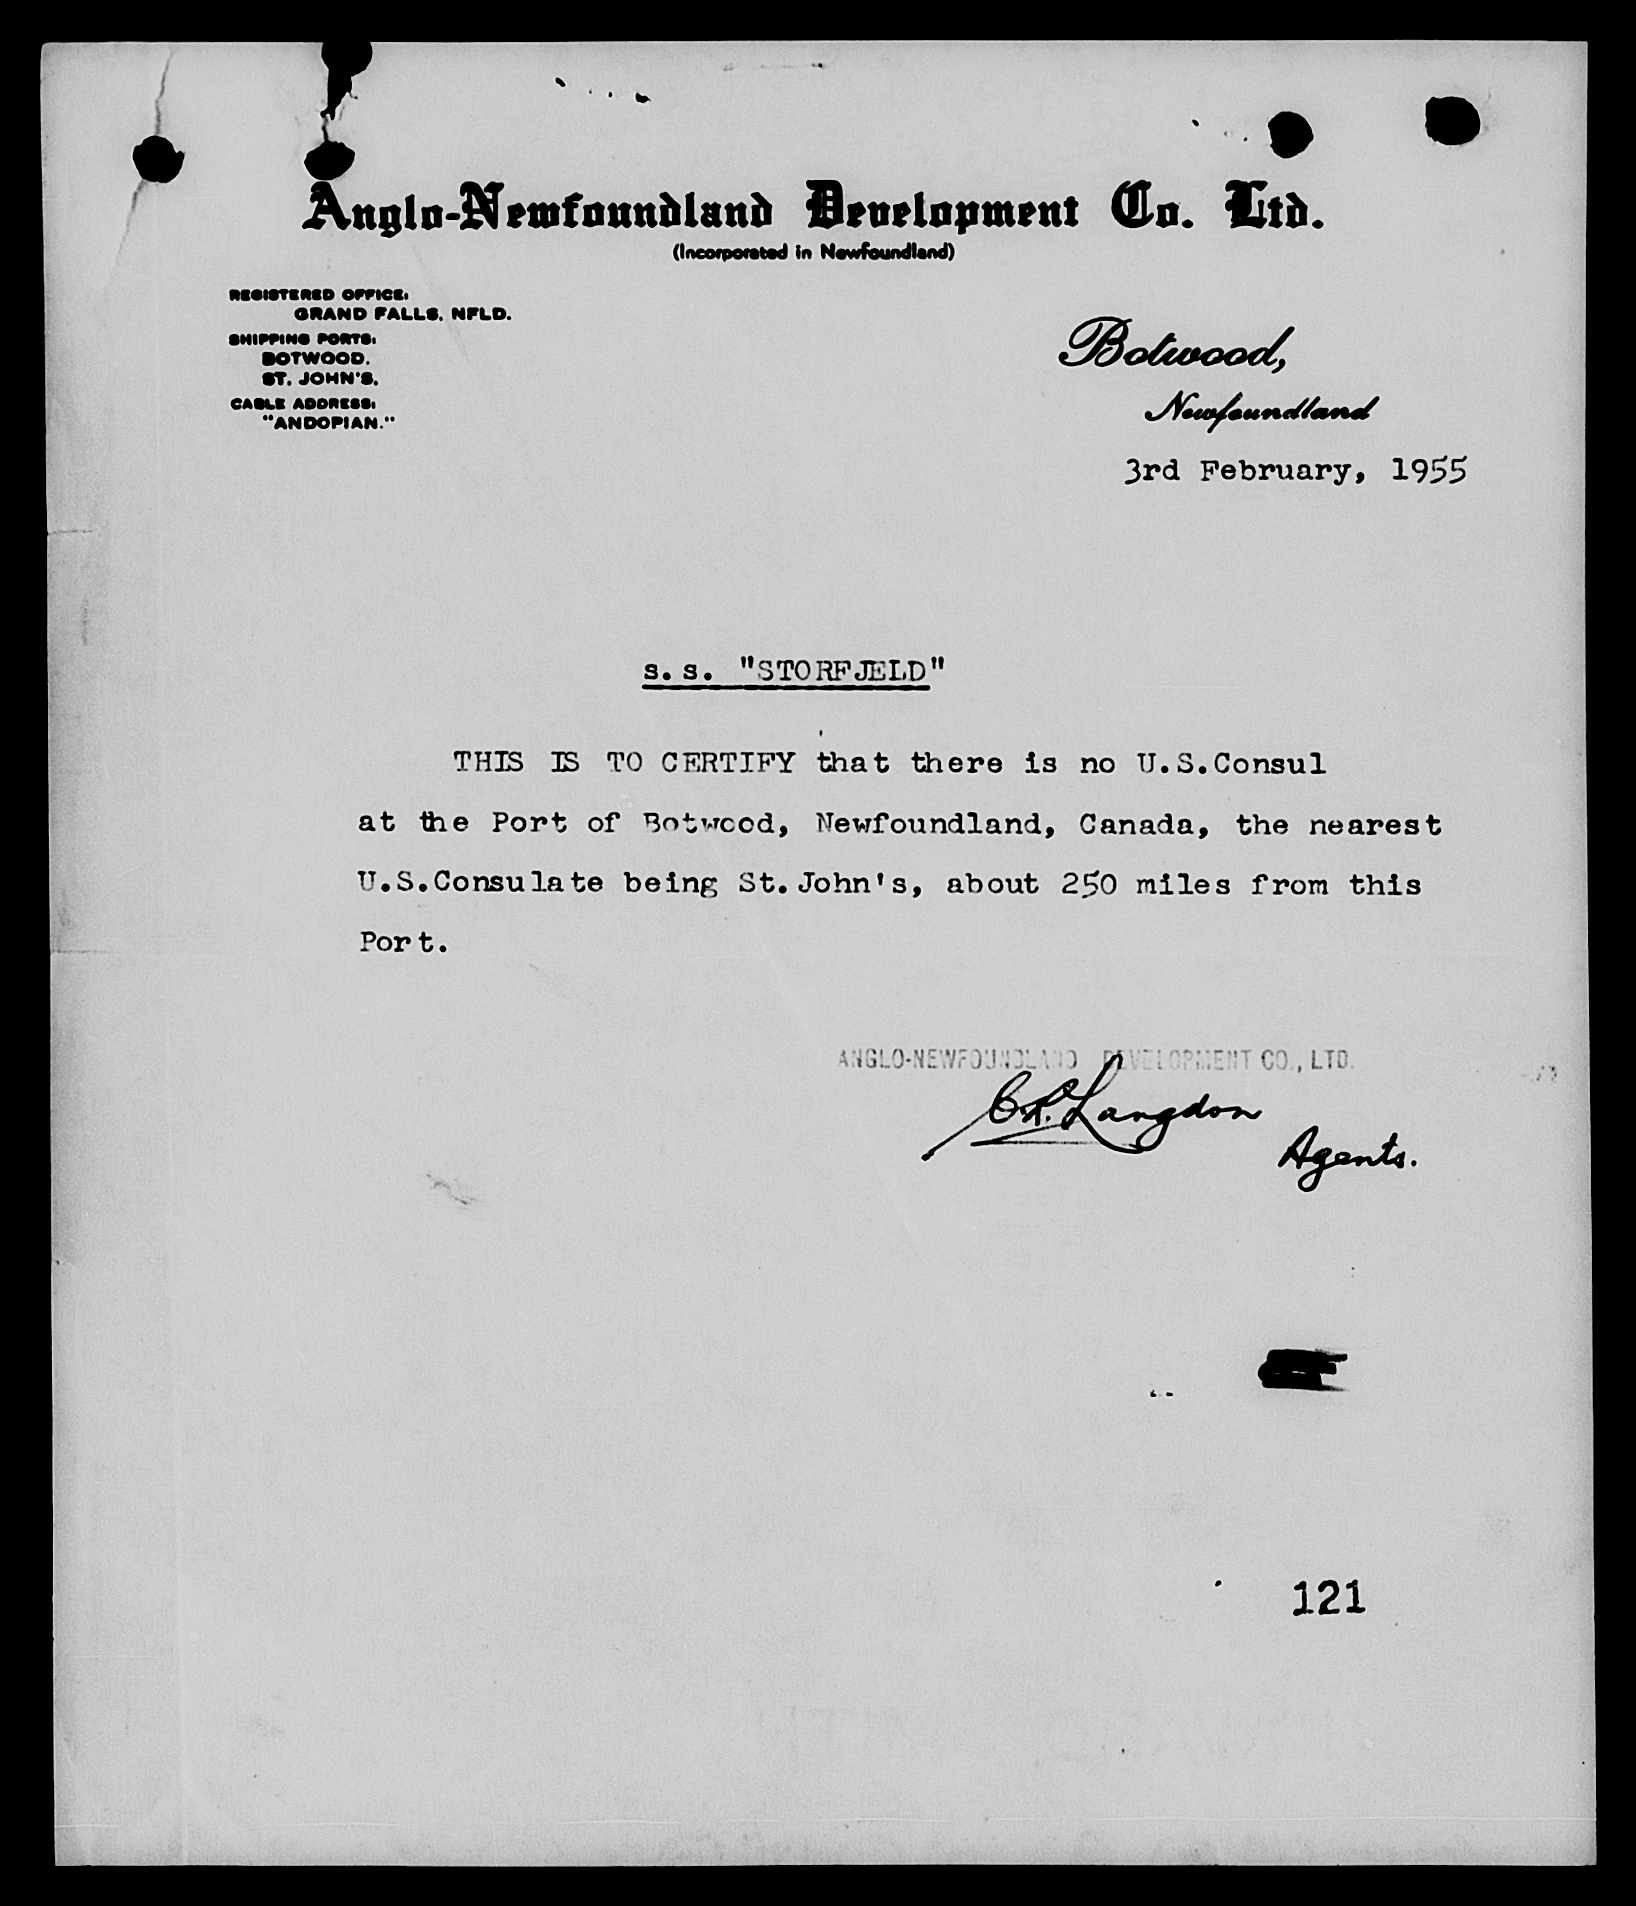 Anglo-Newfoundland Development Co. Ltd.
(Incorporated in Newfoundland)
REGISTERED OFFICE:
GRAND FALLS, NFLD.
SHIPPING PORTS:
BOTWOOD.
ST. JOHN'S.
CABLE ADDRESS:
"ANDOPIAN."
Botwood,
Newfoundland
3rd February, 1955
s.s. "STORFJELD"
THIS IS TO CERTIFY that there is no U.S.Consul
at the Port of Botwood, Newfoundland, Canada, the nearest
U.S.Consulate being St.John's, about 250 miles from this
Port.
ANGLO-NEWFOUNDLAND DEVELOPMENT CO., LTD.
Langdon
Agents.
121